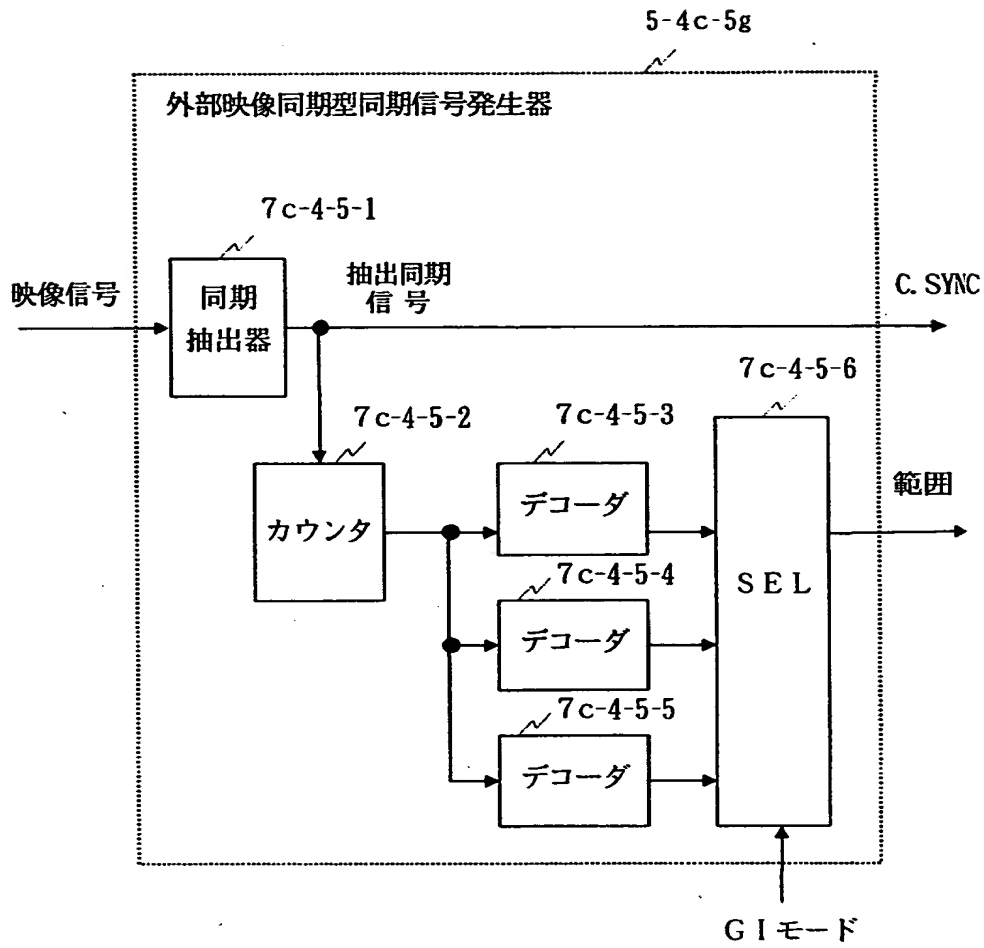 5-4c-5g
外部映像同期型同期信号発生器
7c-4-5-1
映像信号
同期
抽出器
抽出同期
信号
C. SYNC
7c-4-5-6
7c-4-5-2
7c-4-5-3
カウンタ
デコーダ
SEL
範囲
7c-4-5-4
デコーダ
7c-4-5-5
デコーダ
GIモード